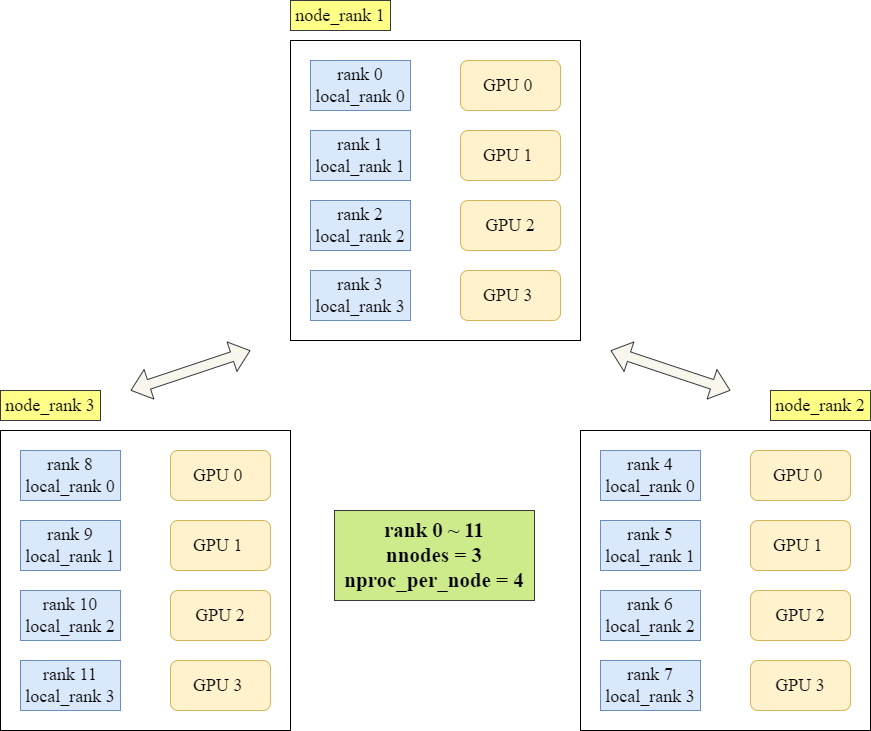 node_rank 1
rank 0
local_rank 0
GPU 0
rank 1
local_rank 1
GPU 1
rank 2
local_rank 2
GPU 2
rank 3
local_rank 3
GPU 3
node_rank 3
rank 8
local_rank 0
GPU 0
rank 9
local_rank 1
GPU 1
rank 10
local_rank 2
GPU 2
rank 11
local_rank 3
GPU 3
rank 0 ~ 11
nnodes = 3
nproc_per_node = 4
node_rank 2
rank 4
local_rank 0
GPU 0
rank 5
local_rank 1
GPU 1
rank 6
local_rank 2
GPU 2
rank 7
local_rank 3
GPU 3